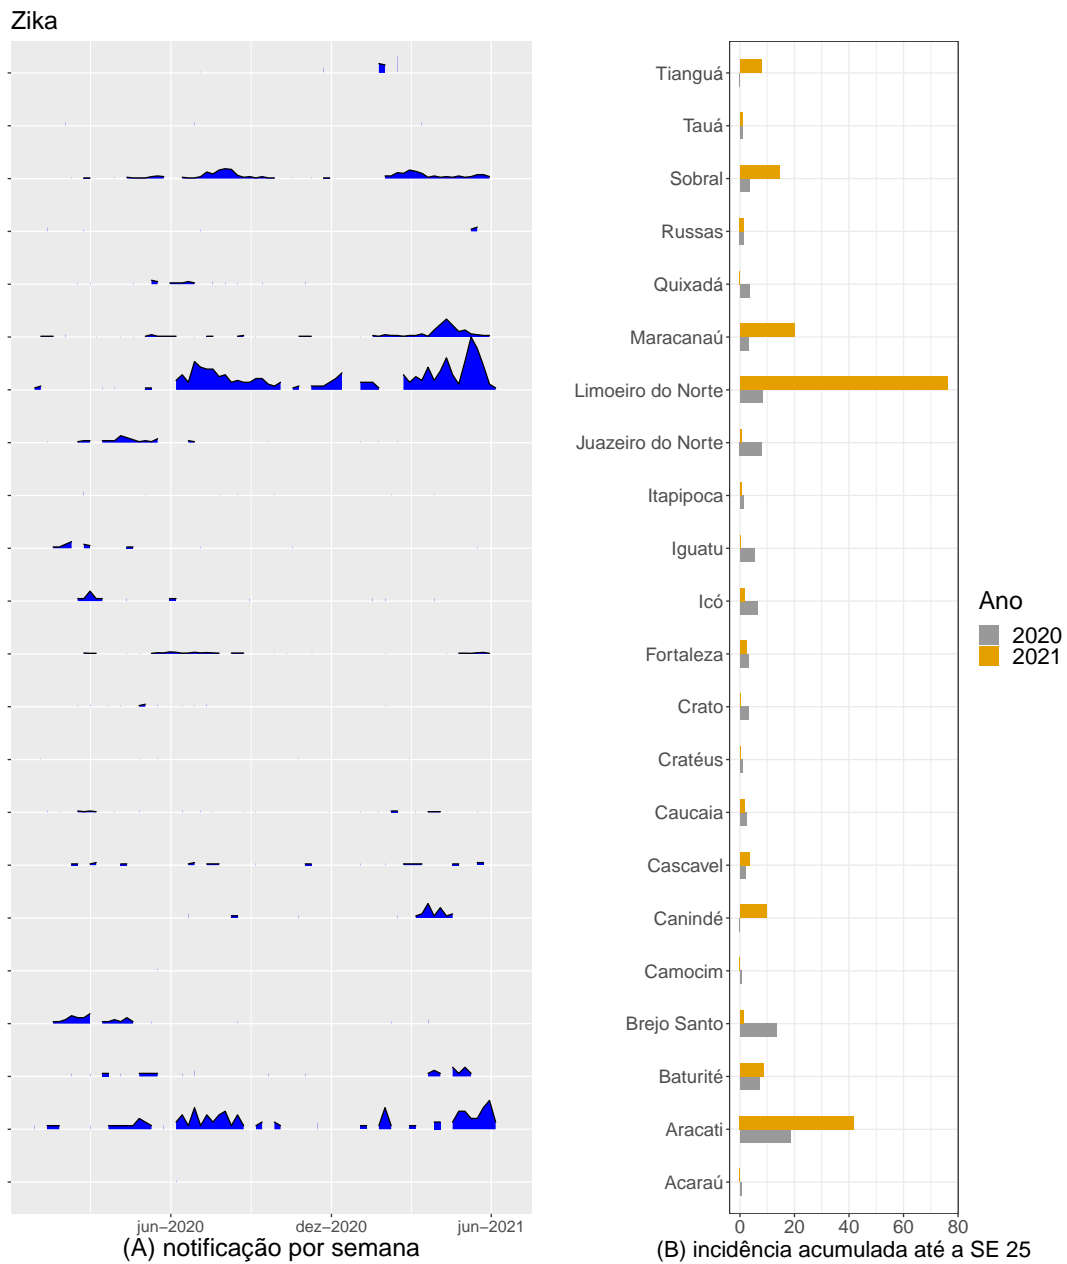 Zika
Tianguá
Tauá
Sobral
Russas
Quixadá
Maracanaú
Limoeiro do Norte
Juazeiro do Norte
Itapipoca
Iguatu
Icó
Fortaleza
Crato
Cratéus
Caucaia
Cascavel
Canindé
Camocim
Brejo Santo
Baturité
Aracati
Acaraú
jun−2020 dez−2020 jun−2021
(A) notificação por semana
0 20 40 60 80
(B) incidência acumulada até a SE 25
Ano
2020
2021